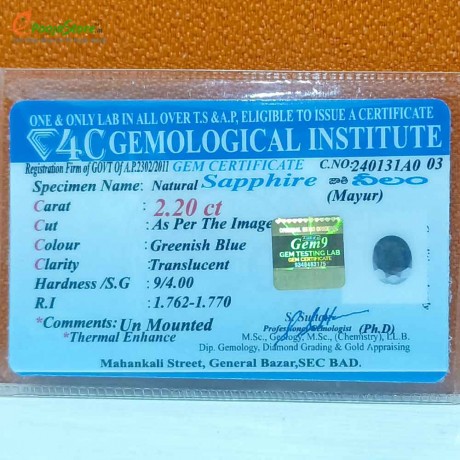 ONE & ONLY LAB IN ALL OVER T.S & A.P, ELIGIBLE TO ISSUE A CERTIFICATE
4C GEMOLOGICAL INSTITUTE
Registration Firm of GOVT Of A.P.2302/2011 GEM CERTIFICATE C.NO:240131A0 03
Specimen Name: Natural Sapphire జాతి నీలం
(Mayur)
Carat : 2.20 ct
Cut : As Per The Image
Colour : Greenish Blue
Clarity : Translucent
Hardness /S.G : 9/4.00
R.I : 1.762-1.770
Gem9
GEM TESTING LAB
GEM CERTIFICATE
*Comments: Un Mounted
*Thermal Enhance
Professional Gemologist (Ph.D)
M.Sc., Geology, M.Sc., (Chemistry), LL.B.
Dip. Gemology, Diamond Grading & Gold Appraising
Mahankali Street, General Bazar,SEC BAD.